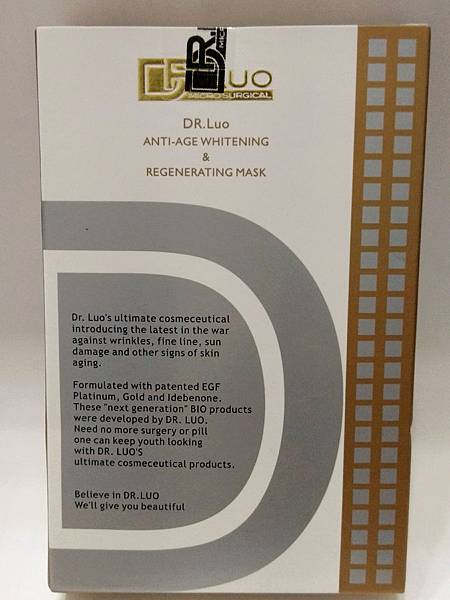 DR.
MIC
DR LUO
MICRO SURGICAL
DR.Luo
ANTI-AGE WHITENING
&
REGENERATING MASK
Dr. Luo's ultimate cosmeceutical
introducing the latest in the war
against wrinkles, fine line, sun
damage and other signs of skin
aging.
Formulated with patented EGF
Platinum, Gold and Idebenone.
These "next generation" BIO products
were developed by DR. LUO.
Need no more surgery or pill
one can keep youth looking
with DR. LUO'S
ultimate cosmeceutical products.
Believe in DR.LUO
We'll give you beautiful